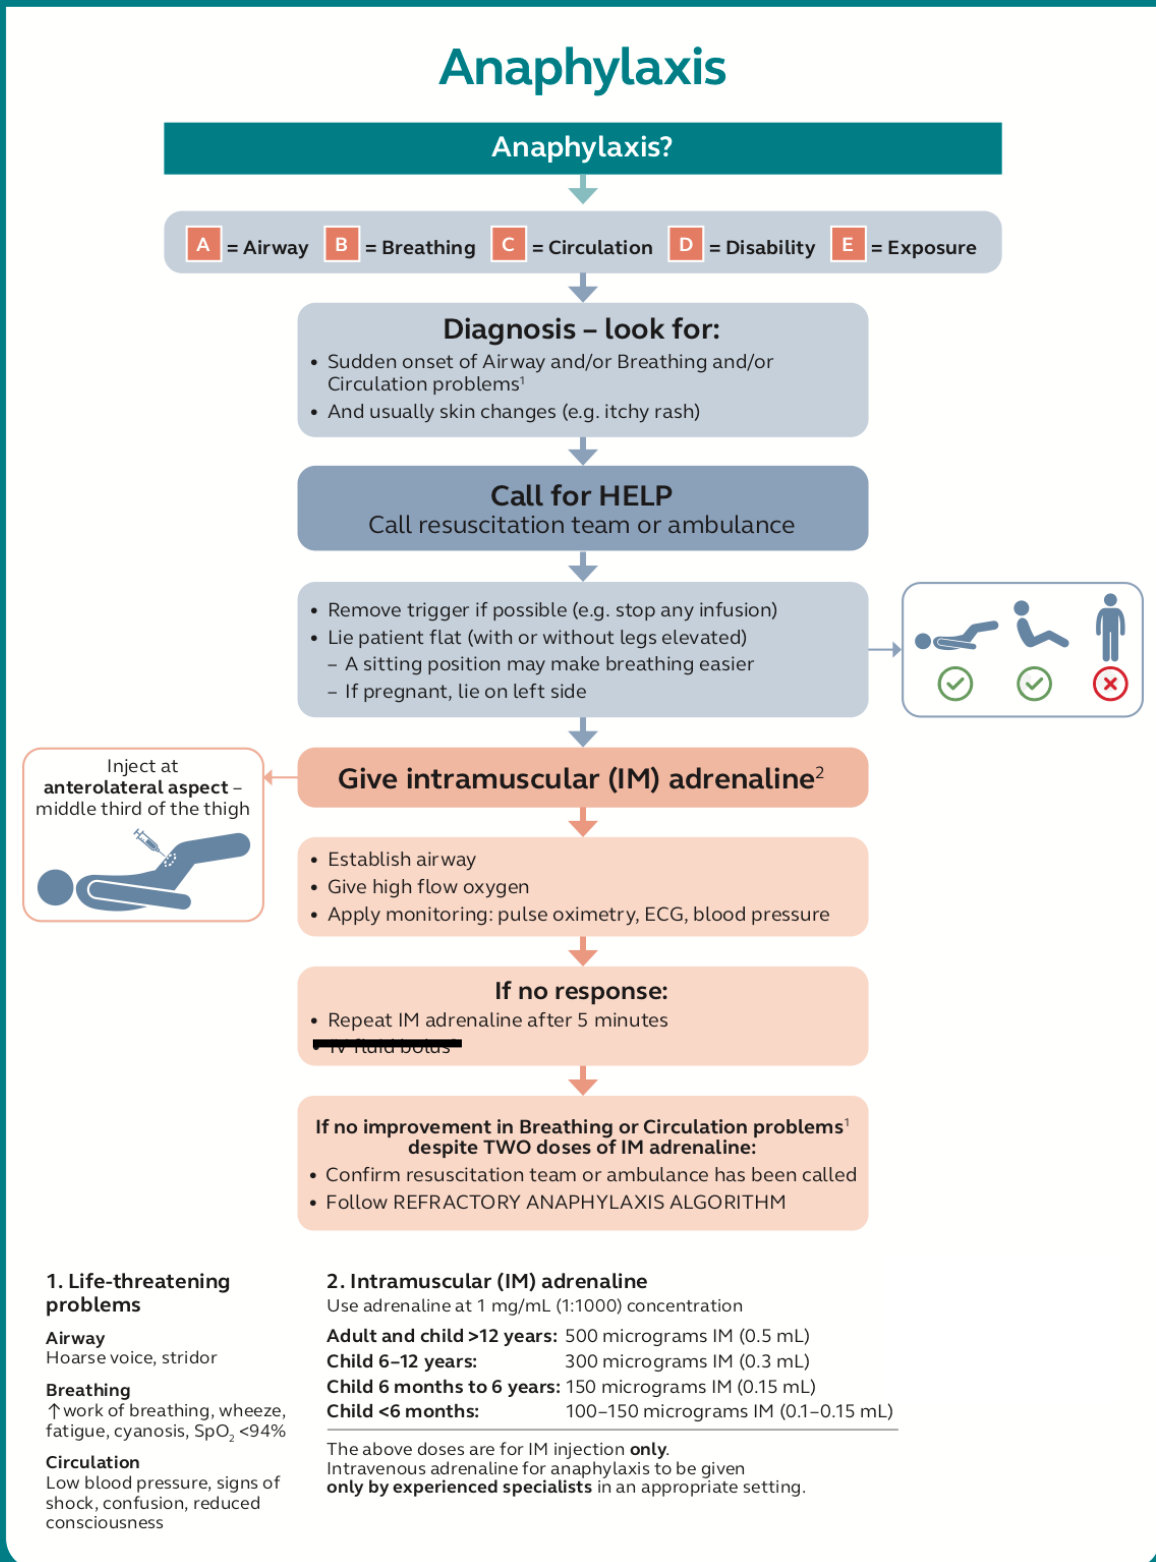 Anaphylaxis
Anaphylaxis?
A = Airway B = Breathing C = Circulation D = Disability E = Exposure
Diagnosis – look for:
• Sudden onset of Airway and/or Breathing and/or
Circulation problems¹
• And usually skin changes (e.g. itchy rash)
Call for HELP
Call resuscitation team or ambulance
• Remove trigger if possible (e.g. stop any infusion)
• Lie patient flat (with or without legs elevated)
– A sitting position may make breathing easier
– If pregnant, lie on left side
Inject at
anterolateral aspect –
middle third of the thigh
Give intramuscular (IM) adrenaline²
• Establish airway
• Give high flow oxygen
• Apply monitoring: pulse oximetry, ECG, blood pressure
If no response:
• Repeat IM adrenaline after 5 minutes
• IV fluid bolus
If no improvement in Breathing or Circulation problems¹
despite TWO doses of IM adrenaline:
• Confirm resuscitation team or ambulance has been called
• Follow REFRACTORY ANAPHYLAXIS ALGORITHM
1. Life-threatening
problems
Airway
Hoarse voice, stridor
Breathing
↑work of breathing, wheeze,
fatigue, cyanosis, SpO₂ <94%
Circulation
Low blood pressure, signs of
shock, confusion, reduced
consciousness
2. Intramuscular (IM) adrenaline
Use adrenaline at 1 mg/mL (1:1000) concentration
Adult and child >12 years: 500 micrograms IM (0.5 mL)
Child 6–12 years: 300 micrograms IM (0.3 mL)
Child 6 months to 6 years: 150 micrograms IM (0.15 mL)
Child <6 months: 100–150 micrograms IM (0.1–0.15 mL)
The above doses are for IM injection only.
Intravenous adrenaline for anaphylaxis to be given
only by experienced specialists in an appropriate setting.